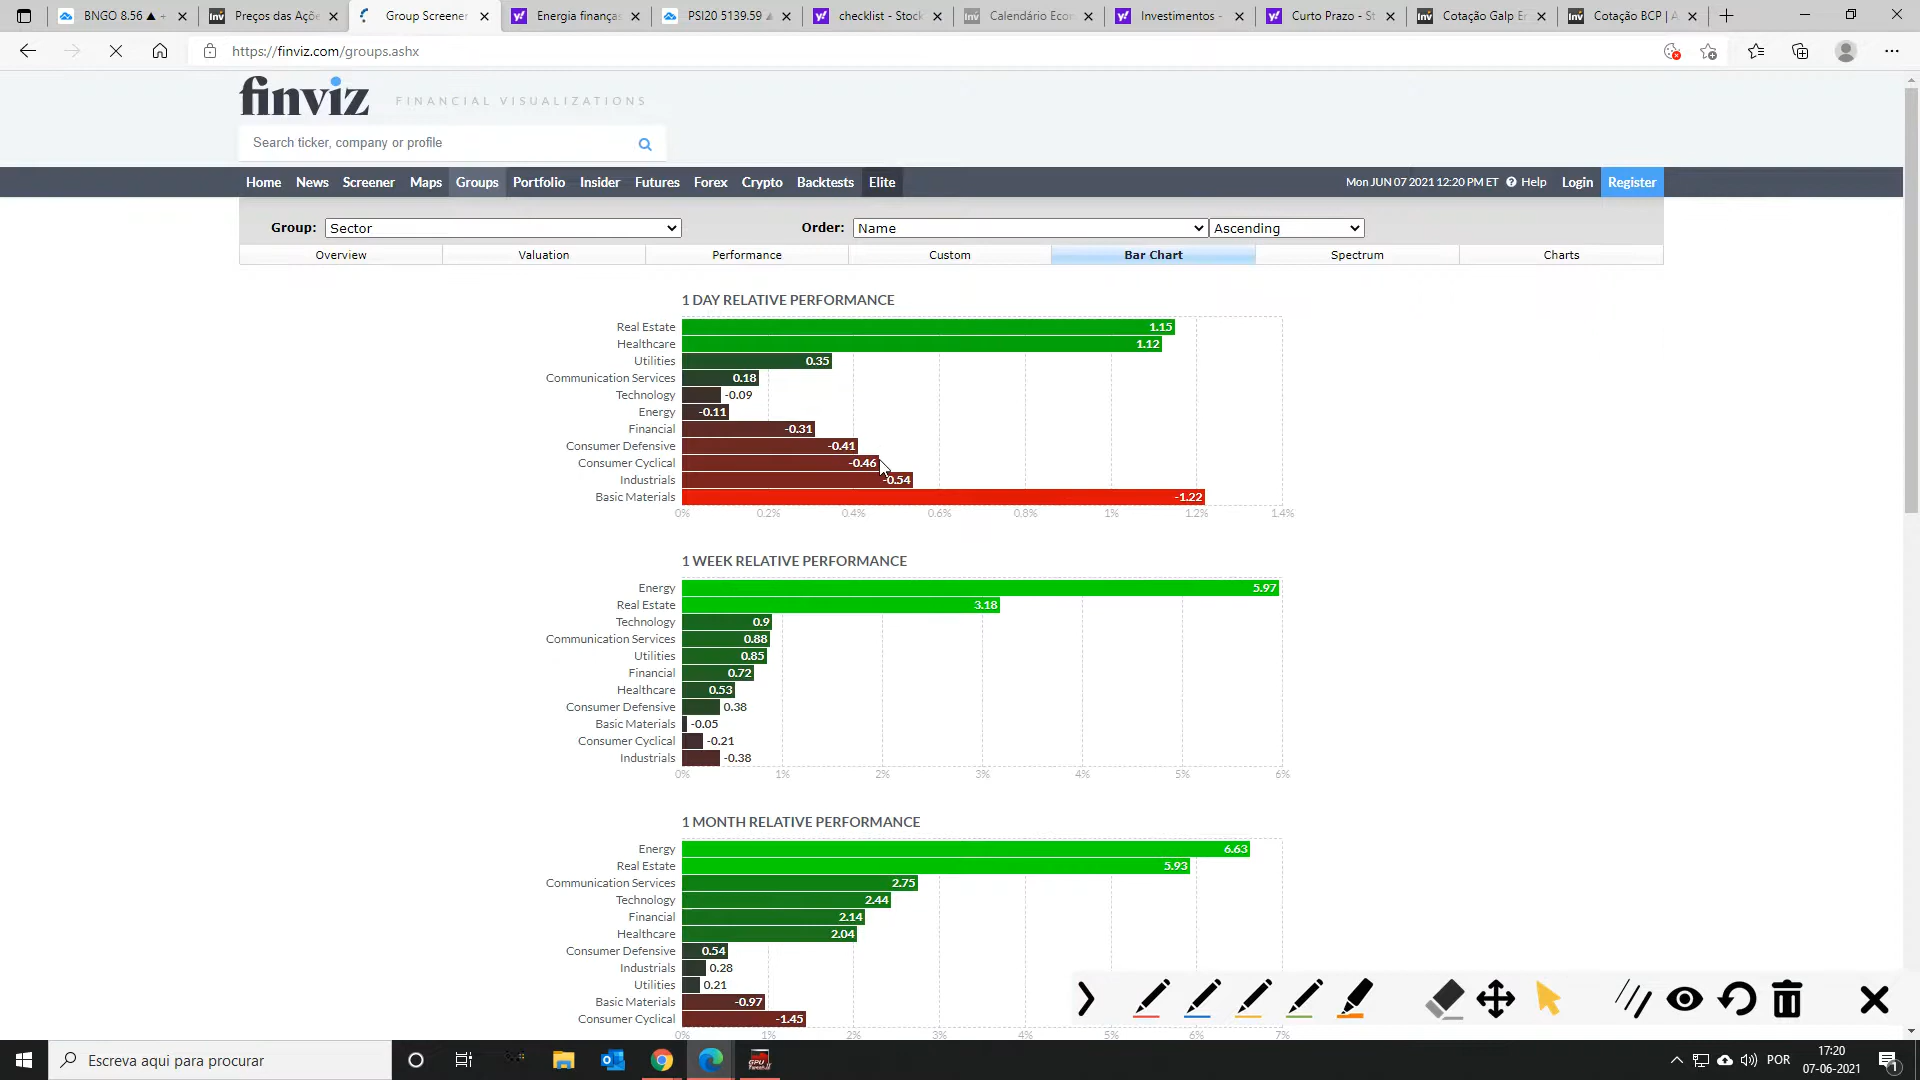 BNGO 8.56 ▲ +
Preços das Açõe
Group Screener
Energia finanças
PSI20 5139.59 ▲
checklist - Stock
Calendário Econ
Investimentos -
Curto Prazo - St
Cotação Galp En
Cotação BCP | A
https://finviz.com/groups.ashx
finviz FINANCIAL VISUALIZATIONS
Search ticker, company or profile
Home News Screener Maps Groups Portfolio Insider Futures Forex Crypto Backtests Elite Mon JUN 07 2021 12:20 PM ET Help Login Register
Group: Sector Order: Name Ascending
Overview Valuation Performance Custom Bar Chart Spectrum Charts
1 DAY RELATIVE PERFORMANCE
Real Estate 1.15
Healthcare 1.12
Utilities 0.35
Communication Services 0.18
Technology -0.09
Energy -0.11
Financial -0.31
Consumer Defensive -0.41
Consumer Cyclical -0.46
Industrials -0.54
Basic Materials -1.22
0% 0.2% 0.4% 0.6% 0.8% 1% 1.2% 1.4%
1 WEEK RELATIVE PERFORMANCE
Energy 5.97
Real Estate 3.18
Technology 0.9
Communication Services 0.88
Utilities 0.85
Financial 0.72
Healthcare 0.53
Consumer Defensive 0.38
Basic Materials -0.05
Consumer Cyclical -0.21
Industrials -0.38
0% 1% 2% 3% 4% 5% 6%
1 MONTH RELATIVE PERFORMANCE
Energy 6.63
Real Estate 5.93
Communication Services 2.75
Technology 2.44
Financial 2.14
Healthcare 2.04
Consumer Defensive 0.54
Industrials 0.28
Utilities 0.21
Basic Materials -0.97
Consumer Cyclical -1.45
0% 1% 2% 3% 4% 5% 6% 7%
Escreva aqui para procurar
POR
17:20
07-06-2021